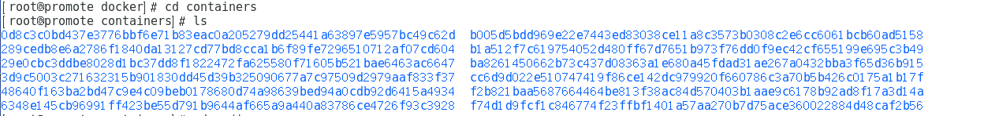 [root@promote docker]# cd containers
[root@promote containers]# ls
0d8c3c0bd437e3776bbf6e71b83eac0a205279dd25441a63897e5957bc49c62d  b005d5bdd969e22e7443ed83038ce11a8c3573b0308c2e6cc6061bcb60ad5158
289cedb8e6a2786f1840da13127cd77bd8cca1b6f89fe7296510712af07cd604  b1a512f7c619754052d480ff67d7651b973f76dd0f9ec42cf655199e695c3b49
29e0cbc3ddbe8028d1bc37dd8f1822472fa625580f71605b521bae6463ac6647  ba8261450662b73c437d08363a1e680a45fdad31ae267a0432bba3f65d36b915
3d9c5003c271632315b901830dd45d39b325090677a7c97509d2979aaf833f37  cc6d9d022e510747419f86ce142dc979920f660786c3a70b5b426c0175a1b17f
48640f163ba2bd47c9e4c09beb0178680d74a98639bed94a0cdb92d6415a4934  f2b821baa5687664464be813f38ac84d570403b1aae9c6178b92ad8f17a3d14a
6348e145cb96991ff423be55d791b9644af665a9a440a83786ce4726f93c3928  f74d1d9fcf1c846774f23ffbf1401a57aa270b7d75ace360022884d48caf2b56